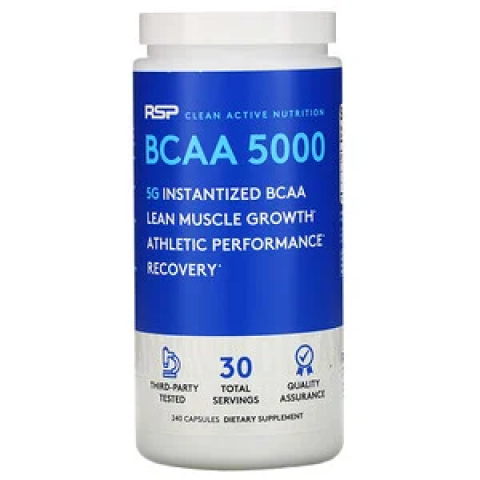 RSP CLEAN ACTIVE NUTRITION
BCAA 5000
5G INSTANTIZED BCAA
LEAN MUSCLE GROWTH*
ATHLETIC PERFORMANCE*
RECOVERY*
THIRD-PARTY TESTED
30 TOTAL SERVINGS
QUALITY ASSURANCE
240 CAPSULES DIETARY SUPPLEMENT